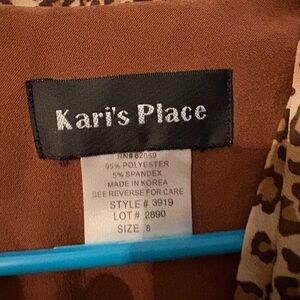 Kari's Place
RN# 82059
95% POLYESTER
5% SPANDEX
MADE IN KOREA
SEE REVERSE FOR CARE
STYLE # 3919
LOT # 2890
SIZE 8